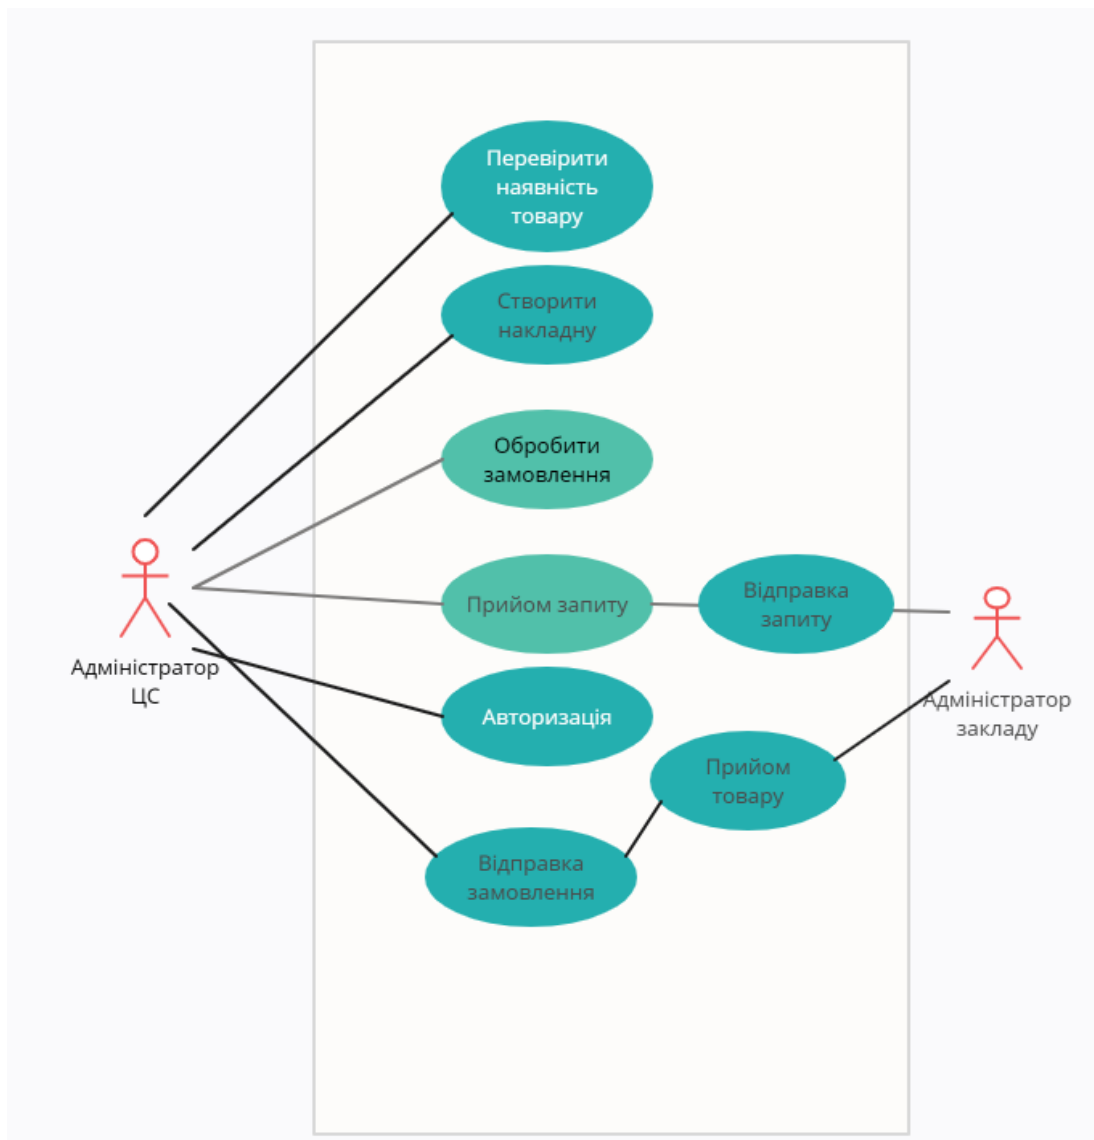 Перевірити
наявність
товару
Створити
накладну
Обробити
замовлення
Прийом запиту
Відправка
запиту
Адміністратор
ЦС
Адміністратор
закладу
Авторизація
Прийом
товару
Відправка
замовлення